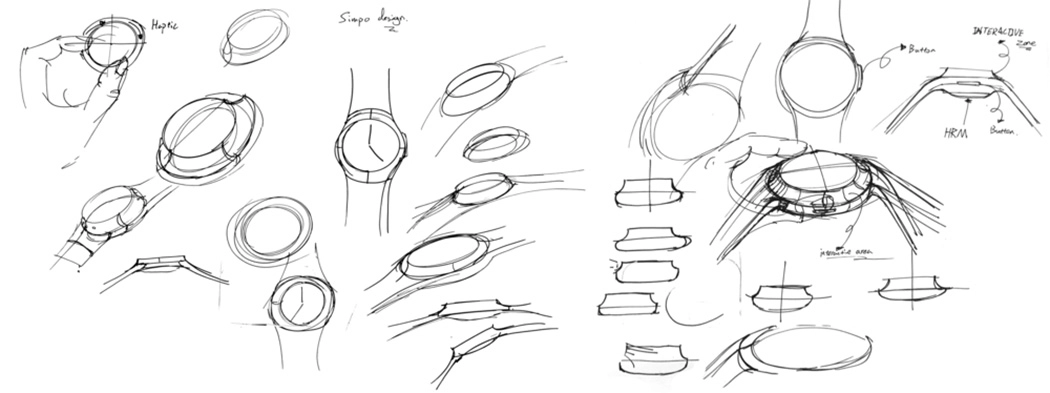 Haptic
Simpo design.
Button
INTERACTIVE
Zone
HRM
Button.
interactive area